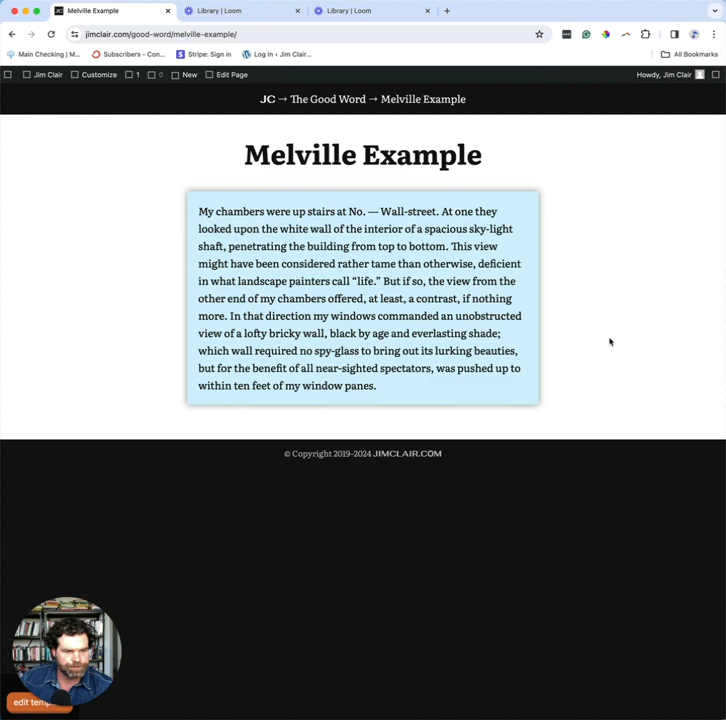 Melville Example
Library | Loom
Library | Loom
jimclair.com/good-word/melville-example/
Main Checking | M...
Subscribers - Con...
Stripe: Sign in
Log In ‹ Jim Clair...
All Bookmarks
Jim Clair
Customize
1
0
New
Edit Page
Howdy, Jim Clair
JC → The Good Word → Melville Example
Melville Example
My chambers were up stairs at No. — Wall-street. At one they
looked upon the white wall of the interior of a spacious sky-light
shaft, penetrating the building from top to bottom. This view
might have been considered rather tame than otherwise, deficient
in what landscape painters call “life.” But if so, the view from the
other end of my chambers offered, at least, a contrast, if nothing
more. In that direction my windows commanded an unobstructed
view of a lofty bricky wall, black by age and everlasting shade;
which wall required no spy-glass to bring out its lurking beauties,
but for the benefit of all near-sighted spectators, was pushed up to
within ten feet of my window panes.
© Copyright 2019-2024 JIMCLAIR.COM
edit